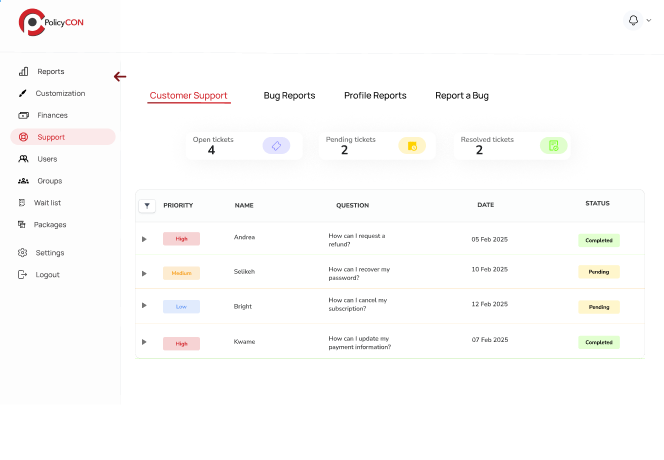 PolicyCON
Reports
Customization
Finances
Support
Users
Groups
Wait list
Packages
Settings
Logout
Customer Support
Bug Reports
Profile Reports
Report a Bug
Open tickets
4
Pending tickets
2
Resolved tickets
2
PRIORITY
NAME
QUESTION
DATE
STATUS
High
Andrea
How can I request a
refund?
05 Feb 2025
Completed
Medium
Selikeh
How can I recover my
password?
10 Feb 2025
Pending
Low
Bright
How can I cancel my
subscription?
12 Feb 2025
Pending
High
Kwame
How can I update my
payment information?
07 Feb 2025
Completed